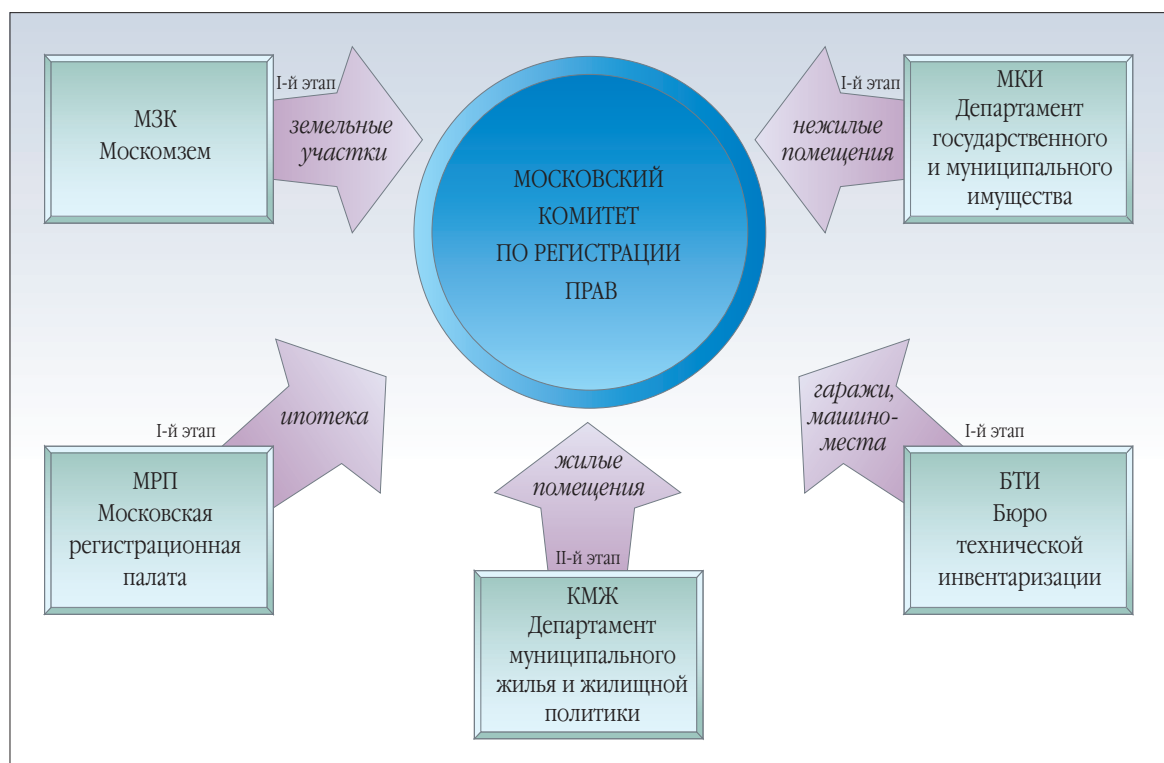 МЗК
Москомзем
I-й этап
земельные
участки
МОСКОВСКИЙ
КОМИТЕТ
ПО РЕГИСТРАЦИИ
ПРАВ
I-й этап
нежилые
помещения
МКИ
Департамент
государственного
и муниципального
имущества
I-й этап
ипотека
МРП
Московская
регистрационная
палата
жилые
помещения
II-й этап
КМЖ
Департамент
муниципального
жилья и жилищной
политики
гаражи,
машино-
места
I-й этап
БТИ
Бюро
технической
инвентаризации